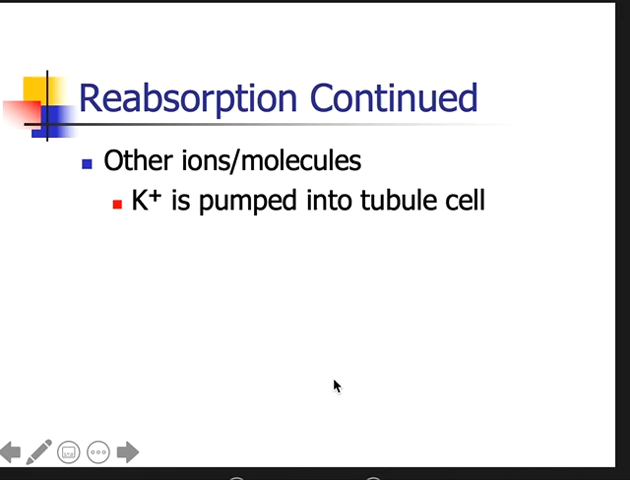 Reabsorption Continued
Other ions/molecules
K⁺ is pumped into tubule cell